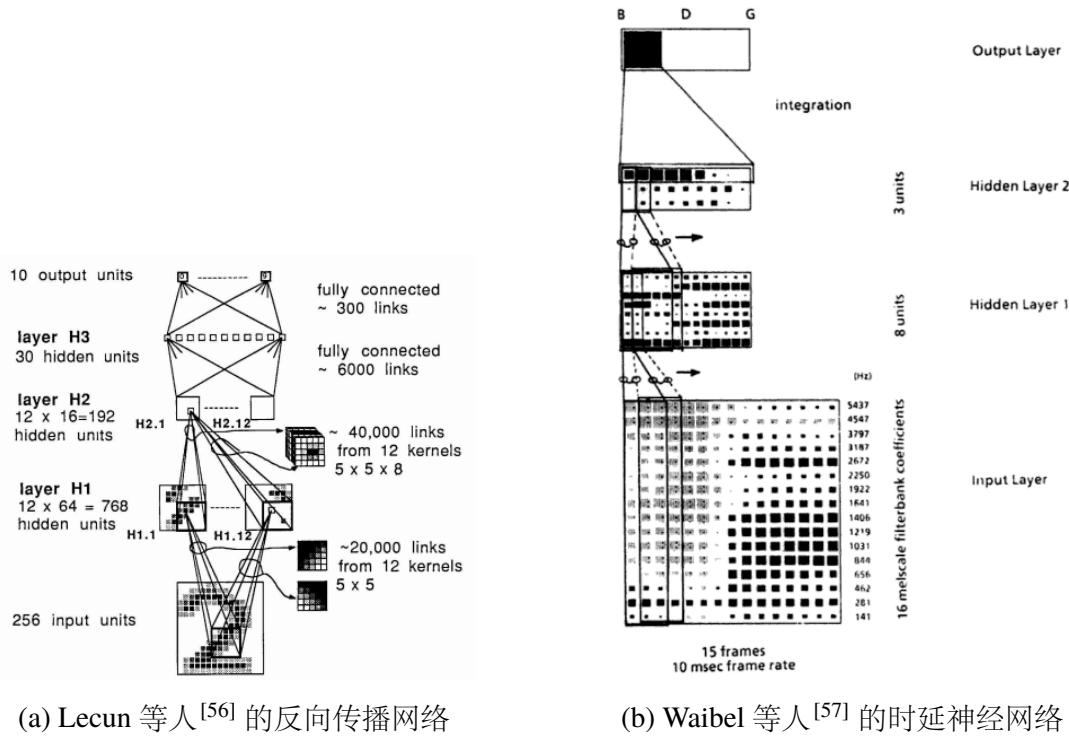 10 output units
fully connected
~ 300 links
layer H3
30 hidden units
fully connected
~ 6000 links
layer H2
12 x 16=192
hidden units
H2.1
H2.12
~ 40,000 links
from 12 kernels
5 x 5 x 8
layer H1
12 x 64 = 768
hidden units
H1.1
H1.12
~20,000 links
from 12 kernels
5 x 5
256 input units
(a) Lecun 等人[56] 的反向传播网络
B D G
Output Layer
integration
3 units
Hidden Layer 2
8 units
Hidden Layer 1
(Hz)
5437
4547
3797
3187
2672
2250
1922
1641
1406
1219
1031
844
656
462
281
141
16 melscale filterbank coefficients
Input Layer
15 frames
10 msec frame rate
(b) Waibel 等人[57] 的时延神经网络